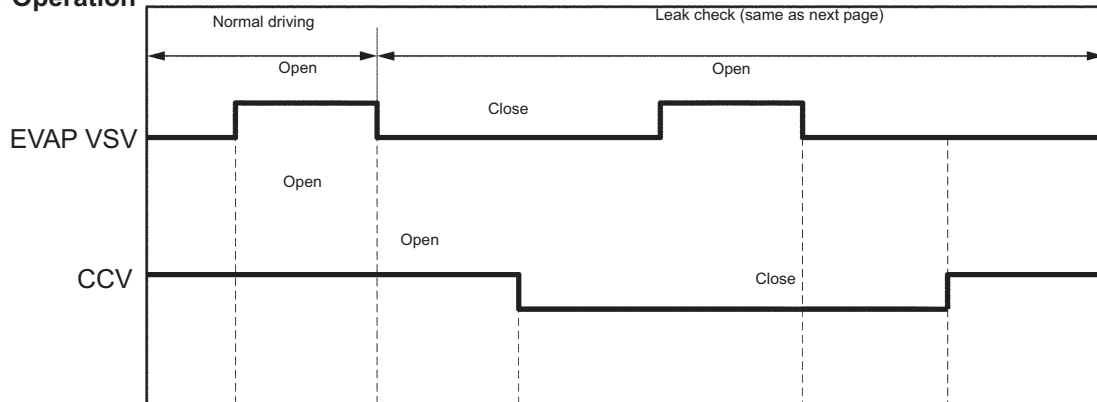 Operation
Normal driving
Leak check (same as next page)
Open
Open
Close
EVAP VSV
Open
Open
CCV
Close